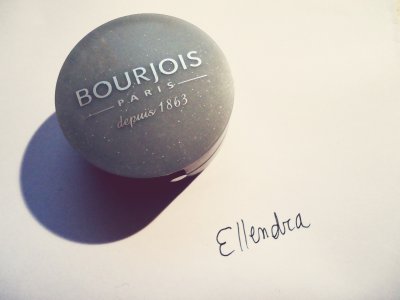 BOURJOIS
PARIS
depuis 1863
Ellendra